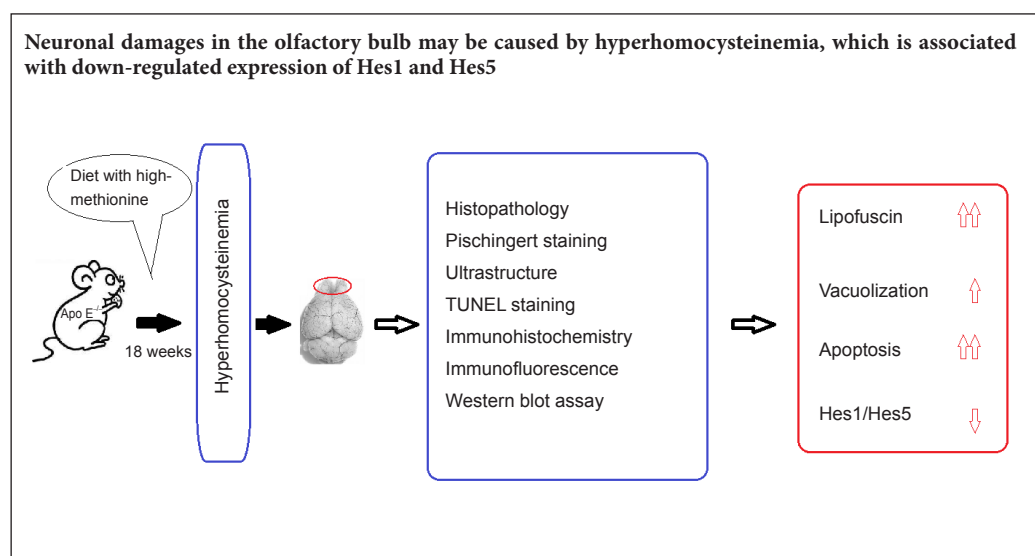 Neuronal damages in the olfactory bulb may be caused by hyperhomocysteinemia, which is associated
with down-regulated expression of Hes1 and Hes5
Diet with high-
methionine
Apo E-/-
18 weeks
Hyperhomocysteinemia
Histopathology
Pischingert staining
Ultrastructure
TUNEL staining
Immunohistochemistry
Immunofluorescence
Western blot assay
Lipofuscin ⇧⇧
Vacuolization ⇧
Apoptosis ⇧⇧
Hes1/Hes5 ⇩